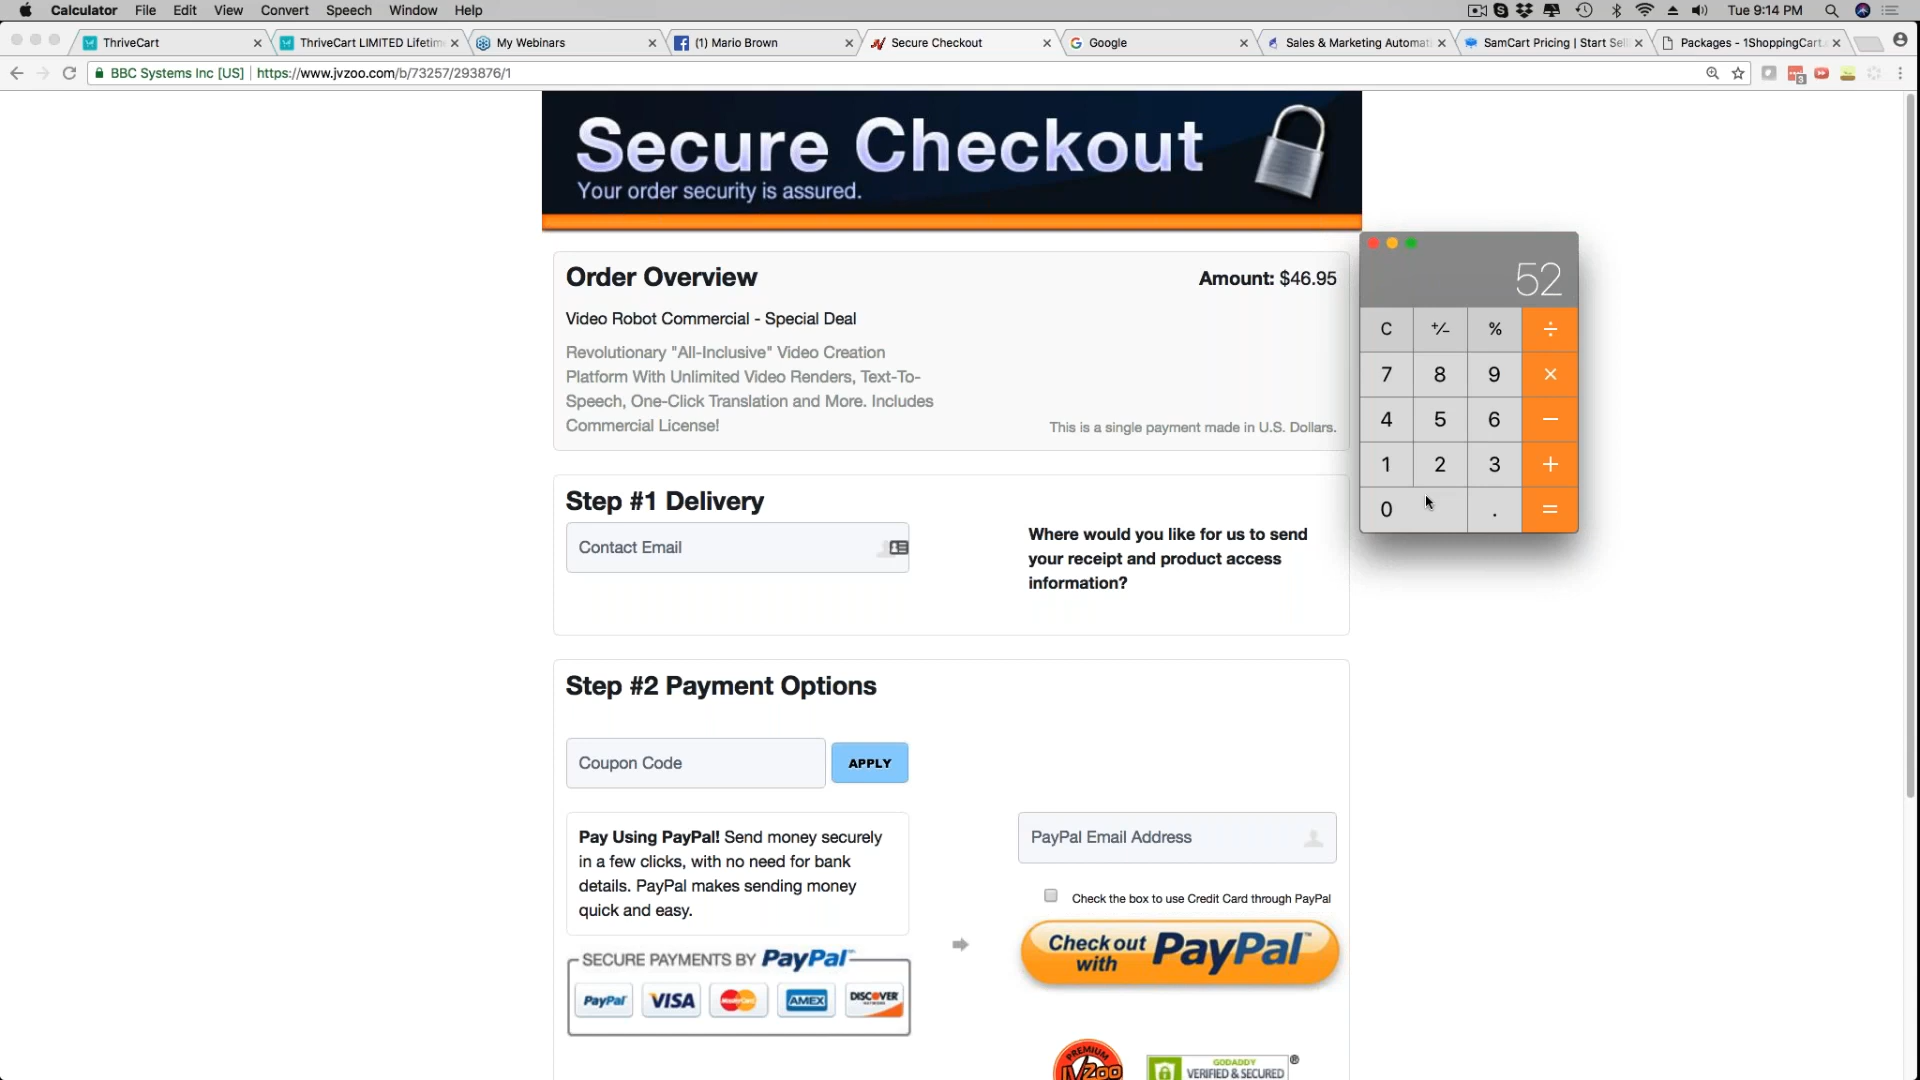 Calculator File Edit View Convert Speech Window Help Tue 9:14 PM
ThriveCart ThriveCart LIMITED Lifetim My Webinars (1) Mario Brown Secure Checkout Google Sales & Marketing Automat SamCart Pricing | Start Sell Packages - 1ShoppingCart.c
BBC Systems Inc [US] https://www.jvzoo.com/b/73257/293876/1
Secure Checkout
Your order security is assured.
Order Overview
Amount: $46.95
Video Robot Commercial - Special Deal
Revolutionary "All-Inclusive" Video Creation
Platform With Unlimited Video Renders, Text-To-
Speech, One-Click Translation and More. Includes
Commercial License!
This is a single payment made in U.S. Dollars.
52
C +/− % ÷
7 8 9 ×
4 5 6 −
1 2 3 +
0 . =
Step #1 Delivery
Contact Email
Where would you like for us to send
your receipt and product access
information?
Step #2 Payment Options
Coupon Code
APPLY
Pay Using PayPal! Send money securely
in a few clicks, with no need for bank
details. PayPal makes sending money
quick and easy.
PayPal Email Address
Check the box to use Credit Card through PayPal
Check out
with
PayPal™
SECURE PAYMENTS BY PayPal™
PayPal VISA MasterCard AMEX DISCOVER
PREMIUM
JVZoo
GODADDY
VERIFIED & SECURED
®